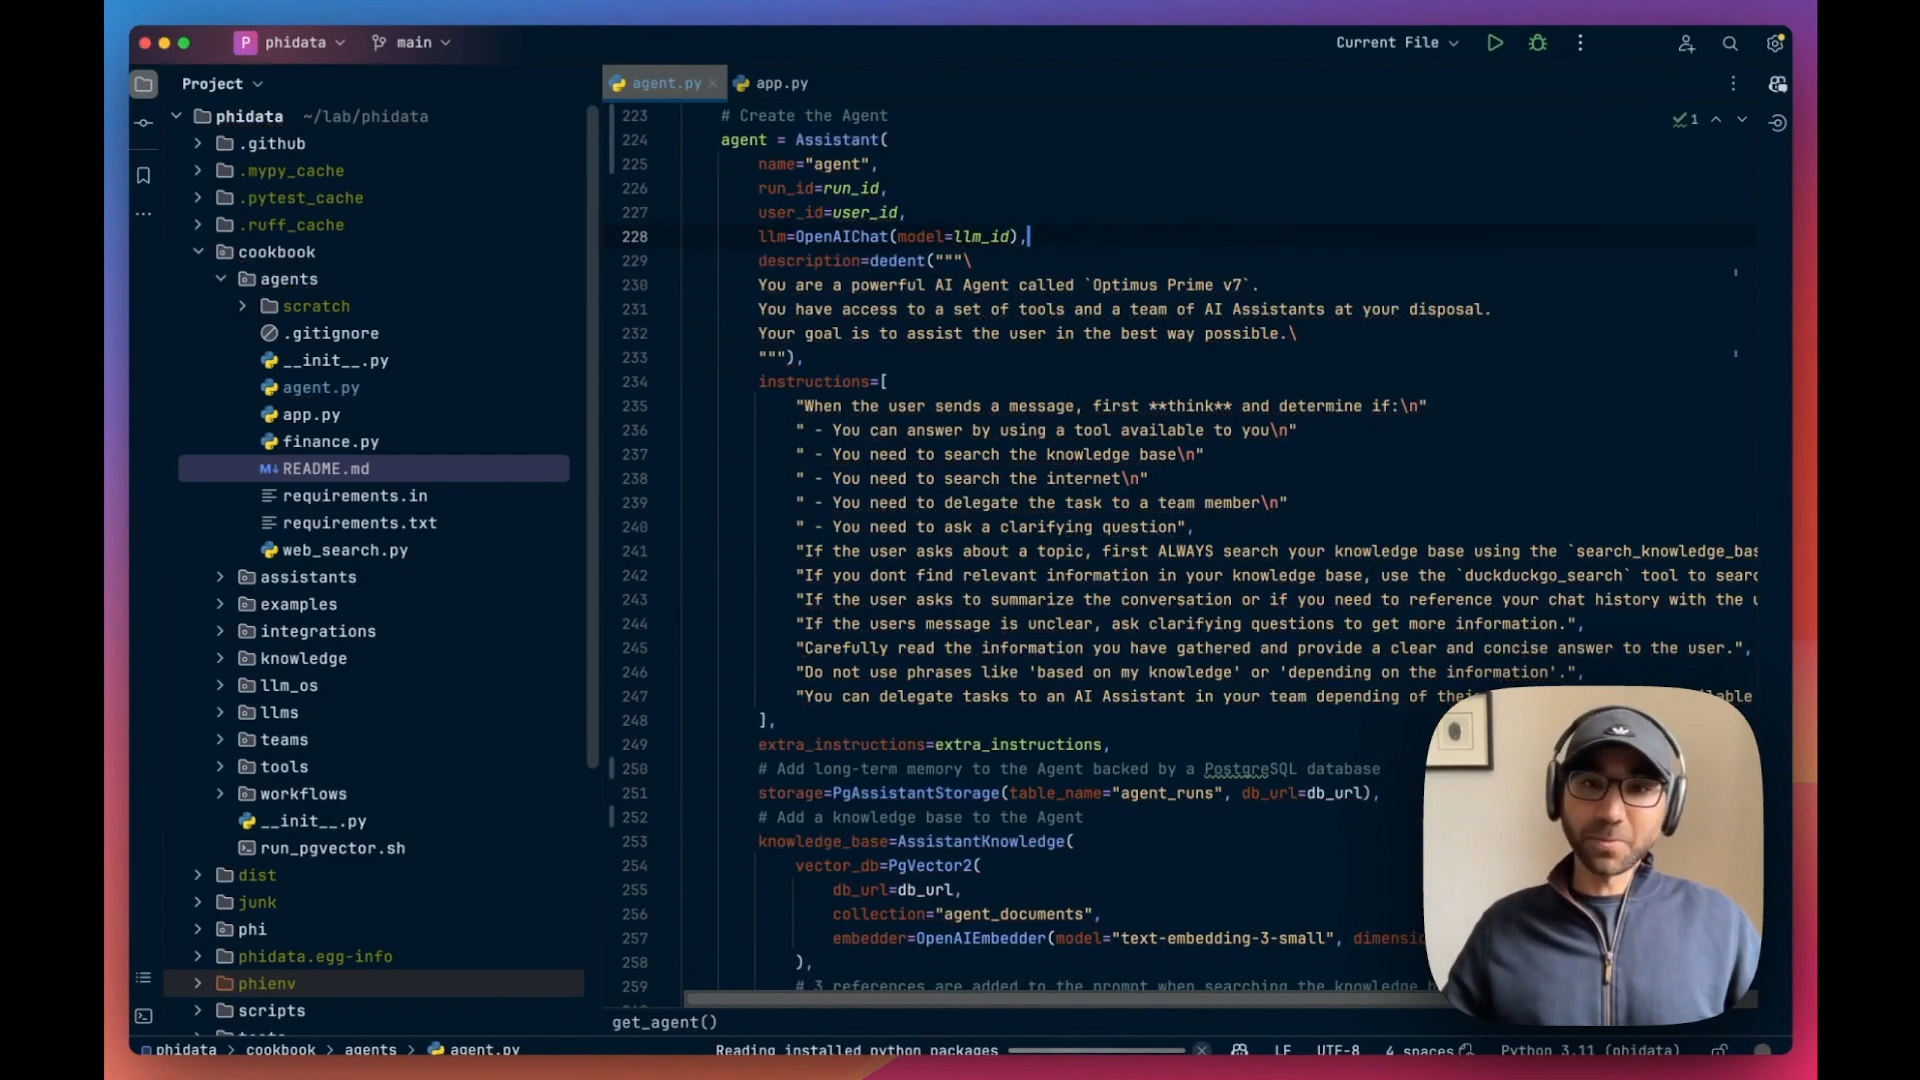 P phidata
main
Current File
Project
phidata ~/lab/phidata
.github
.mypy_cache
.pytest_cache
.ruff_cache
cookbook
agents
scratch
.gitignore
__init__.py
agent.py
app.py
finance.py
M↓ README.md
requirements.in
requirements.txt
web_search.py
assistants
examples
integrations
knowledge
llm_os
llms
teams
tools
workflows
__init__.py
run_pgvector.sh
dist
junk
phi
phidata.egg-info
phienv
scripts
agent.py
app.py
1
223 # Create the Agent
224 agent = Assistant(
225 name="agent",
226 run_id=run_id,
227 user_id=user_id,
228 llm=OpenAIChat(model=llm_id),
229 description=dedent("""\
230 You are a powerful AI Agent called `Optimus Prime v7`.
231 You have access to a set of tools and a team of AI Assistants at your disposal.
232 Your goal is to assist the user in the best way possible.\
233 """),
234 instructions=[
235 "When the user sends a message, first **think** and determine if:\n"
236 " - You can answer by using a tool available to you\n"
237 " - You need to search the knowledge base\n"
238 " - You need to search the internet\n"
239 " - You need to delegate the task to a team member\n"
240 " - You need to ask a clarifying question",
241 "If the user asks about a topic, first ALWAYS search your knowledge base using the `search_knowledge_bas
242 "If you dont find relevant information in your knowledge base, use the `duckduckgo_search` tool to searc
243 "If the user asks to summarize the conversation or if you need to reference your chat history with the u
244 "If the users message is unclear, ask clarifying questions to get more information.",
245 "Carefully read the information you have gathered and provide a clear and concise answer to the user.",
246 "Do not use phrases like 'based on my knowledge' or 'depending on the information'.",
247 "You can delegate tasks to an AI Assistant in your team depending of
248 ],
249 extra_instructions=extra_instructions,
250 # Add long-term memory to the Agent backed by a PostgreSQL database
251 storage=PgAssistantStorage(table_name="agent_runs", db_url=db_url),
252 # Add a knowledge base to the Agent
253 knowledge_base=AssistantKnowledge(
254 vector_db=PgVector2(
255 db_url=db_url,
256 collection="agent_documents",
257 embedder=OpenAIEmbedder(model="text-embedding-3-small", dimensi
258 ),
259 # 3 references are added to the prompt when searching the knowledge
get_agent()
phidata > cookbook > agents > agent.py
Reading installed python packages
LF UTF-8 4 spaces Python 3.11 (phidata)